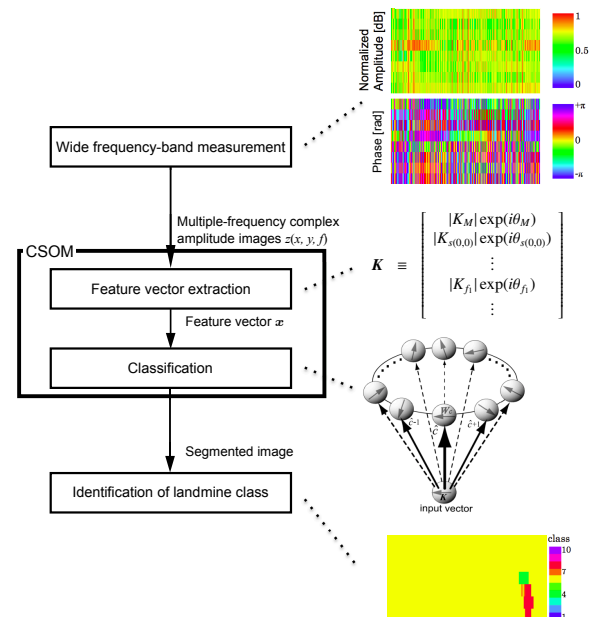 Normalized
Amplitude [dB]
1
0.5
0
Phase [rad]
+π
0
-π
Wide frequency-band measurement
Multiple-frequency complex
amplitude images z(x, y, f)
CSOM
Feature vector extraction
K ≡
|K_M| exp(iθ_M)
|K_s(0,0)| exp(iθ_s(0,0))
⋮
|K_f₁| exp(iθ_f₁)
⋮
Feature vector x
Classification
Wĉ
ĉ-1
ĉ
ĉ+1
K
input vector
Segmented image
Identification of landmine class
class
10
7
4
1